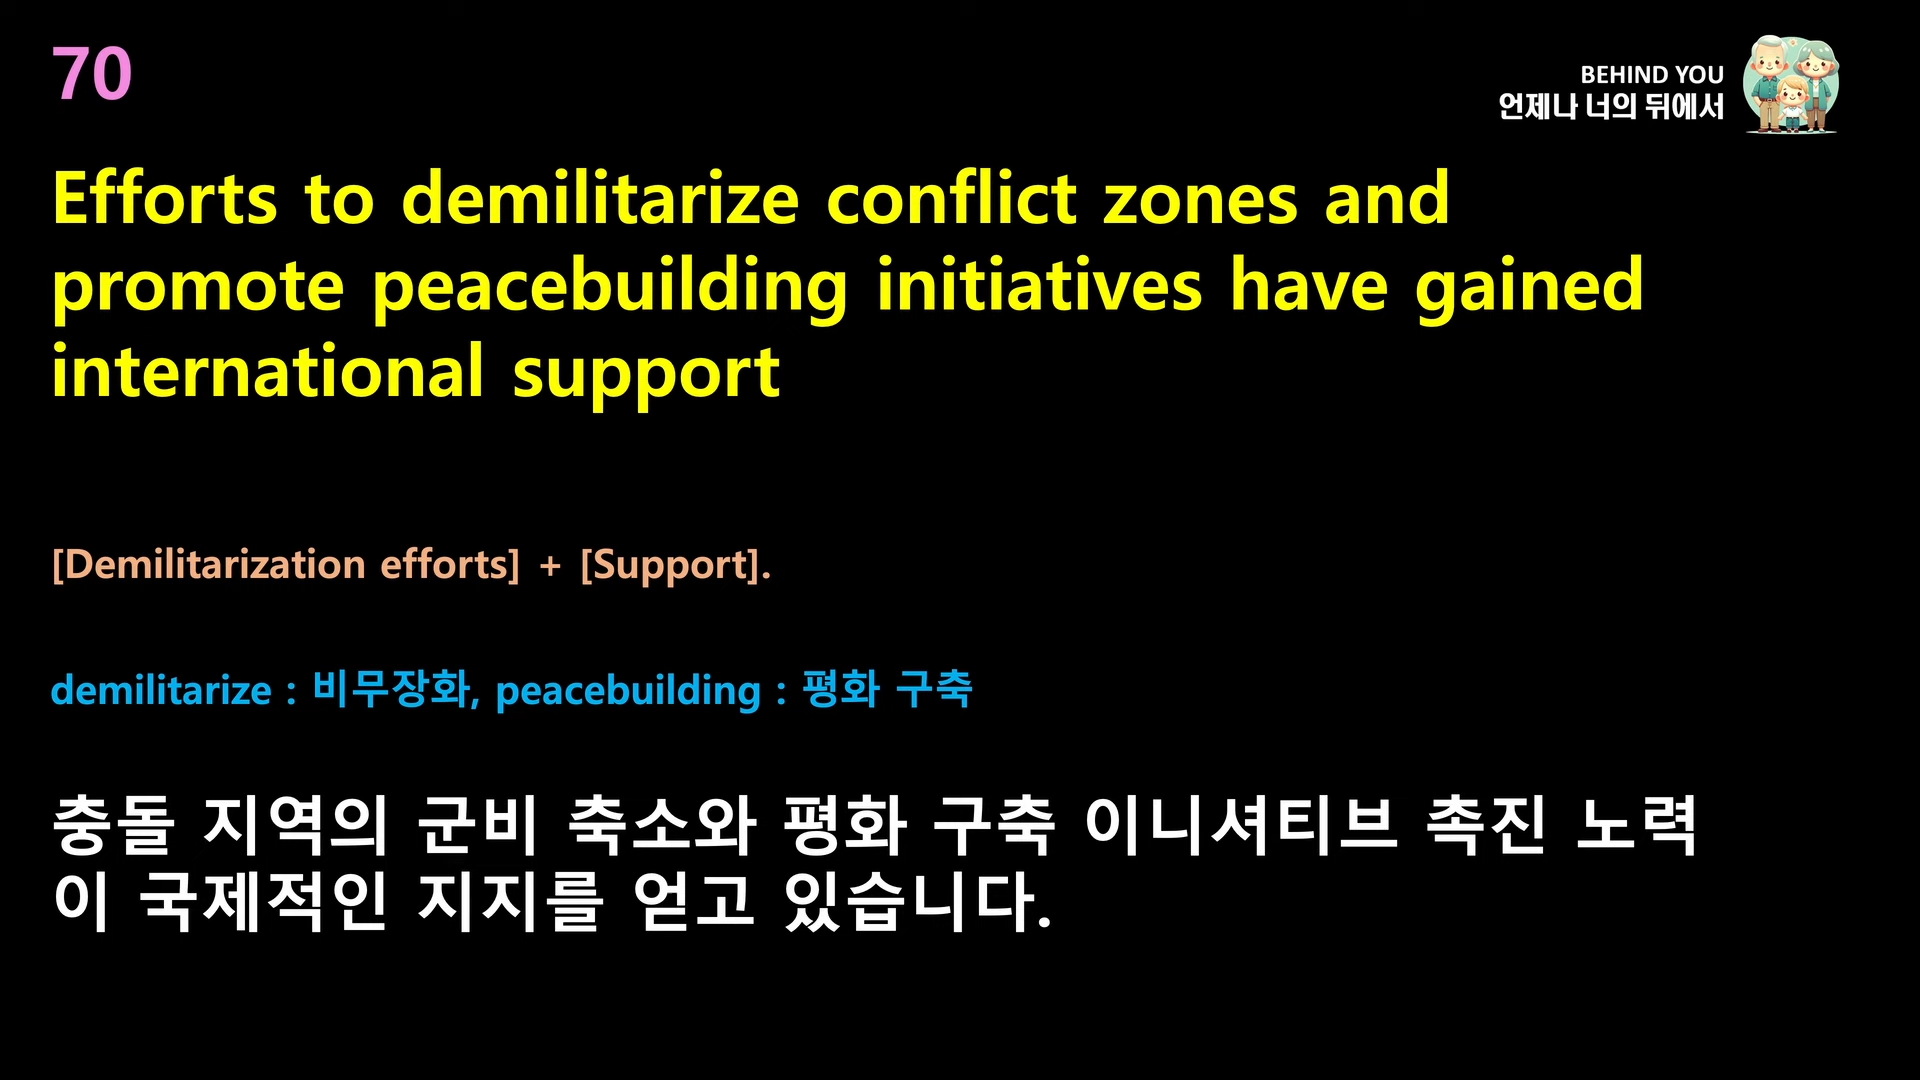 70
BEHIND YOU
언제나 너의 뒤에서
Efforts to demilitarize conflict zones and
promote peacebuilding initiatives have gained
international support
[Demilitarization efforts] + [Support].
demilitarize : 비무장화, peacebuilding : 평화 구축
충돌 지역의 군비 축소와 평화 구축 이니셔티브 촉진 노력
이 국제적인 지지를 얻고 있습니다.